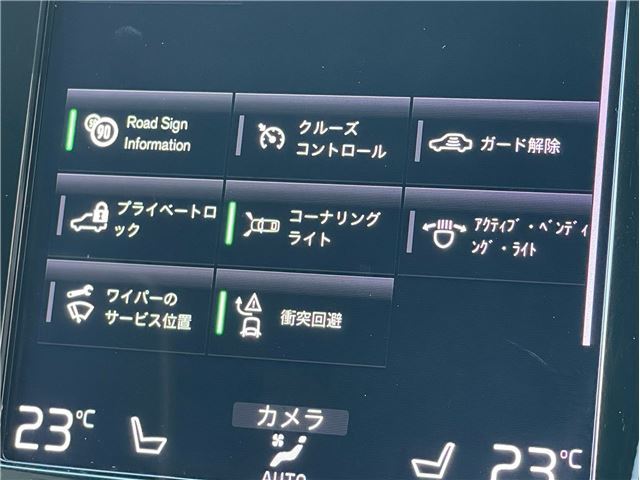 50
90
Road Sign
Information
クルーズ
コントロール
ガード解除
プライベートロ
ック
コーナリング
ライト
ｱｸﾃｨﾌﾞ・ﾍﾞﾝﾃﾞｨ
ﾝｸﾞ・ﾗｲﾄ
ワイパーの
サービス位置
衝突回避
カメラ
23°C
AUTO
23°C